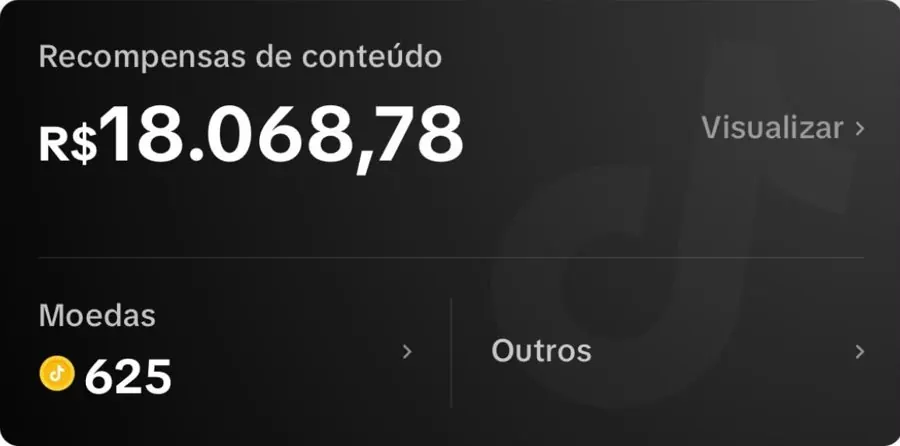 Recompensas de conteúdo
R$18.068,78
Visualizar >
Moedas
625
Outros